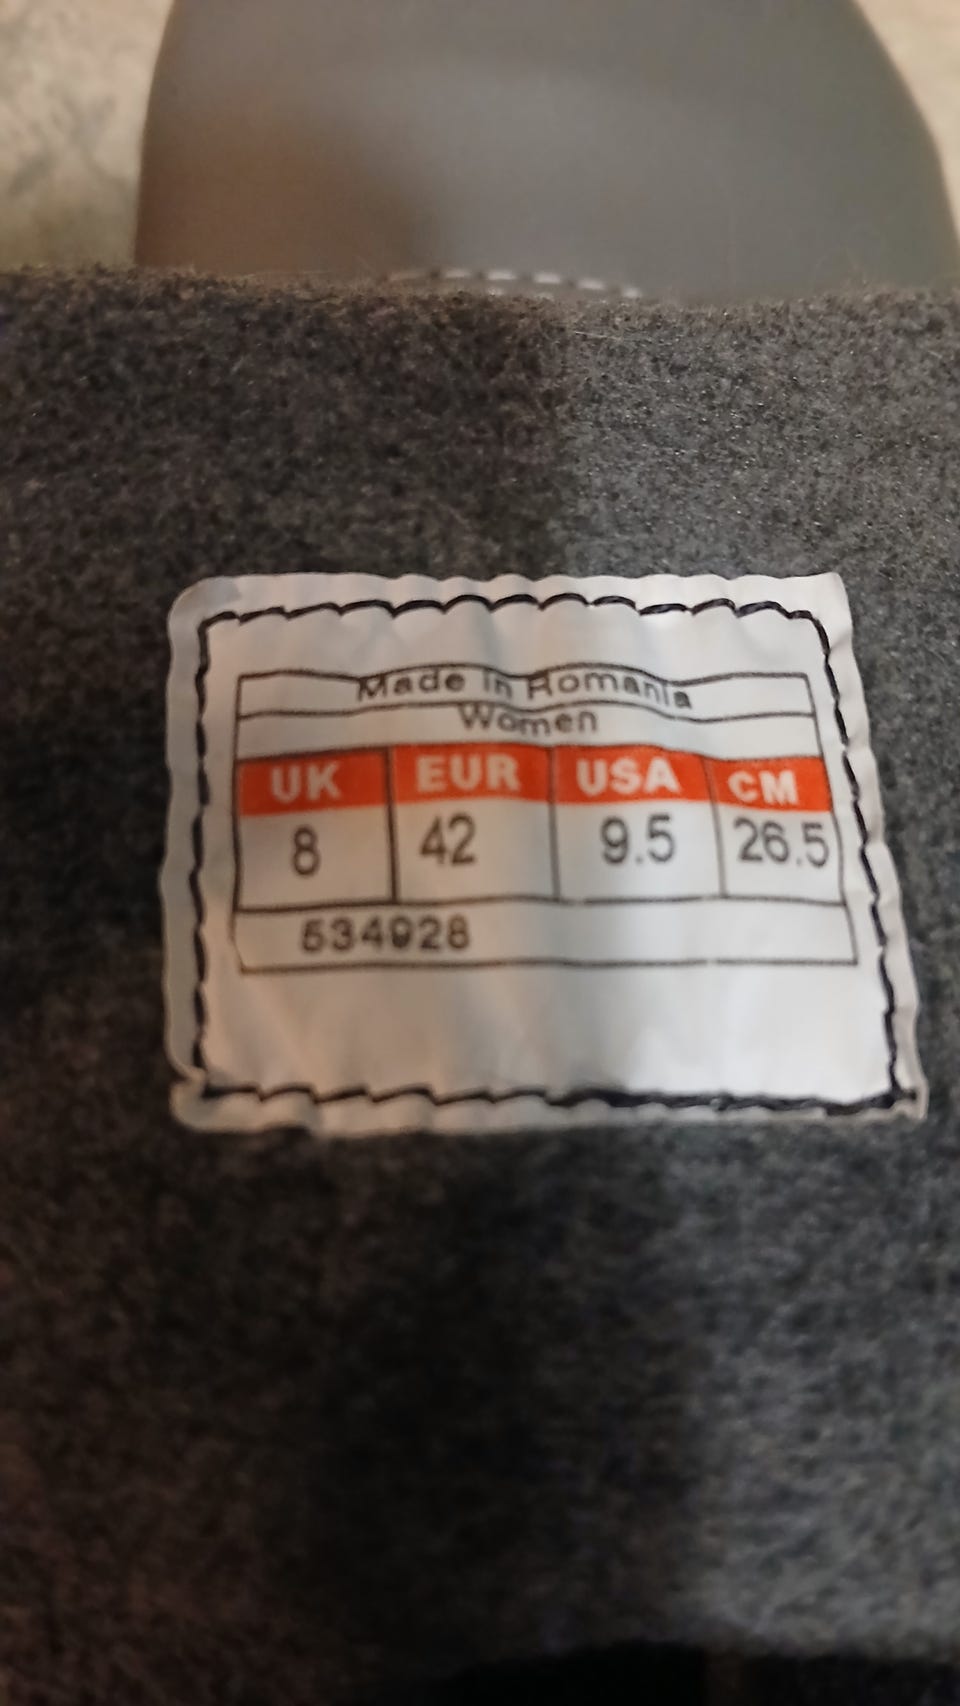 Made in Romania
Women
UK EUR USA CM
8 42 9.5 26.5
534928